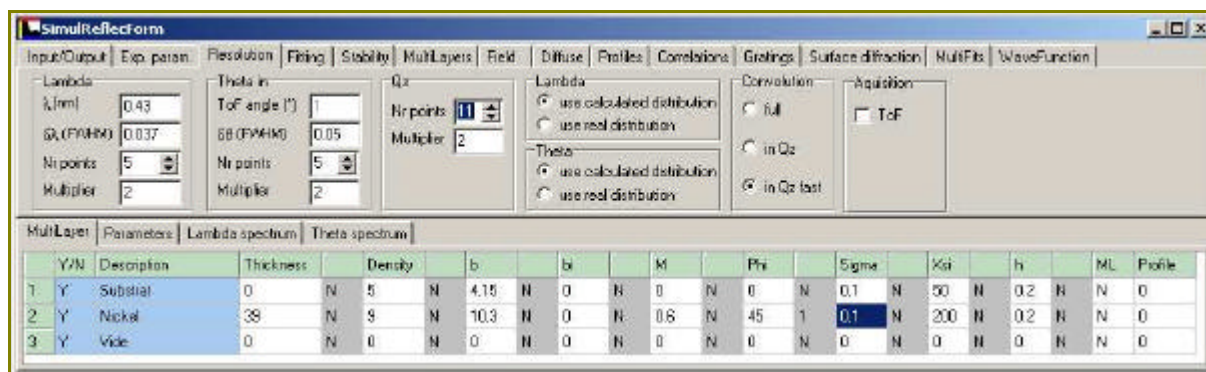 SimulReflecForm
Input/Output Exp. param. Resolution Fitting Stability MultiLayers Field Diffuse Profiles Correlations Gratings Surface diffraction MultiFits WaveFunction
Lambda Theta in Qz Lambda Convolution Aquisition
λ(nm) 0.43 ToF angle (°) 1 Nr points 11 use calculated distribution full ToF
δλ (FWHM) 0.037 δθ (FWHM) 0.05 Multiplier 2 use real distribution in Qz
Nr points 5 Nr points 5 Theta
Multiplier 2 Multiplier 2 use calculated distribution in Qz fast
use real distribution
MultiLayer Parameters Lambda spectrum Theta spectrum
Y/N Description Thickness Density b bi M Phi Sigma Xsi h ML Profile
1 Y Substrat 0 N 5 N 4.15 N 0 N 0 N 0 N 0.1 N 50 N 0.2 N N 0
2 Y Nickel 39 N 9 N 10.3 N 0 N 0.6 N 45 1 0.1 N 200 N 0.2 N N 0
3 Y Vide 0 N 0 N 0 N 0 N 0 N 0 N 0 N 0 N 0 N N 0